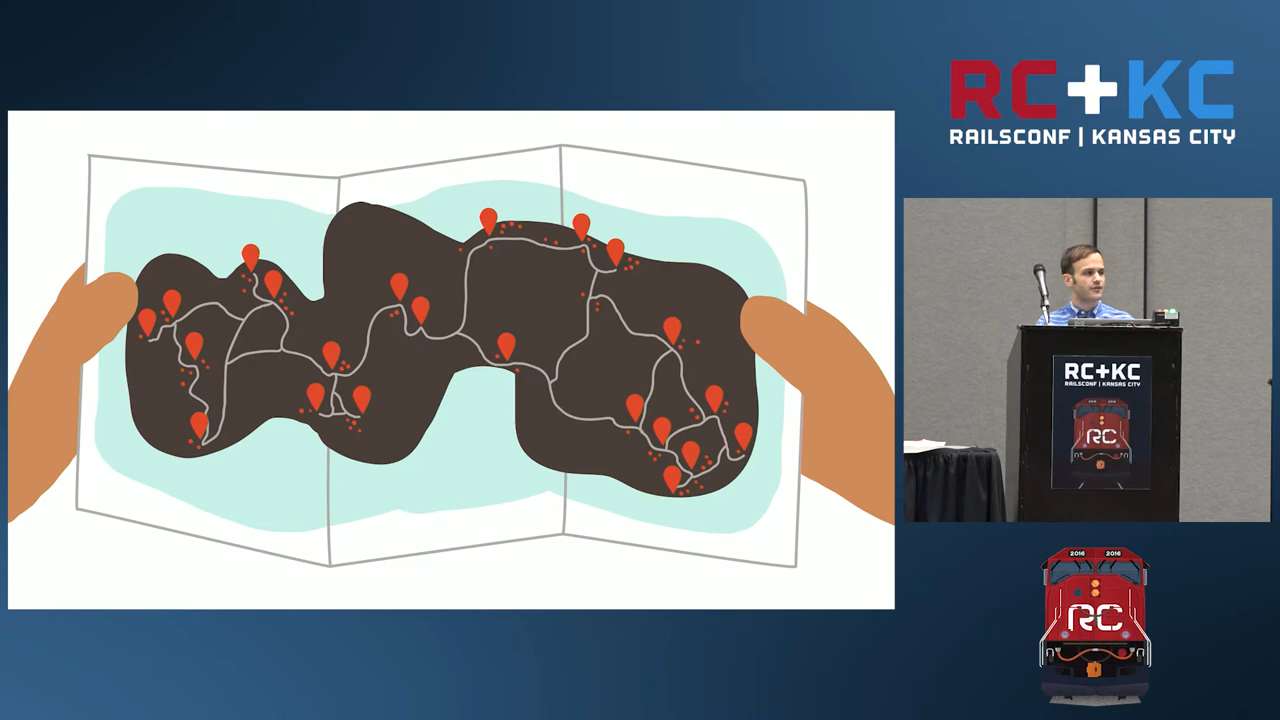 RC+KC
RAILSCONF | KANSAS CITY
RC+KC
RAILSCONF | KANSAS CITY
RC
2016 2016
RC